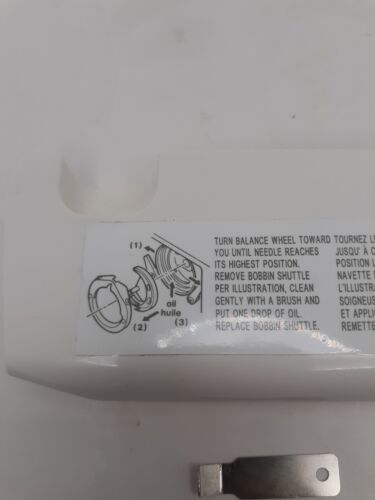 (1)
oil
huile
(2)
(3)
TURN BALANCE WHEEL TOWARD
YOU UNTIL NEEDLE REACHES
ITS HIGHEST POSITION.
REMOVE BOBBIN SHUTTLE
PER ILLUSTRATION, CLEAN
GENTLY WITH A BRUSH AND
PUT ONE DROP OF OIL.
REPLACE BOBBIN SHUTTLE.
TOURNEZ L
JUSQU' À
POSITION L
NAVETTE
L'ILLUSTR
SOIGNEUS
ET APPLI
REMETTE